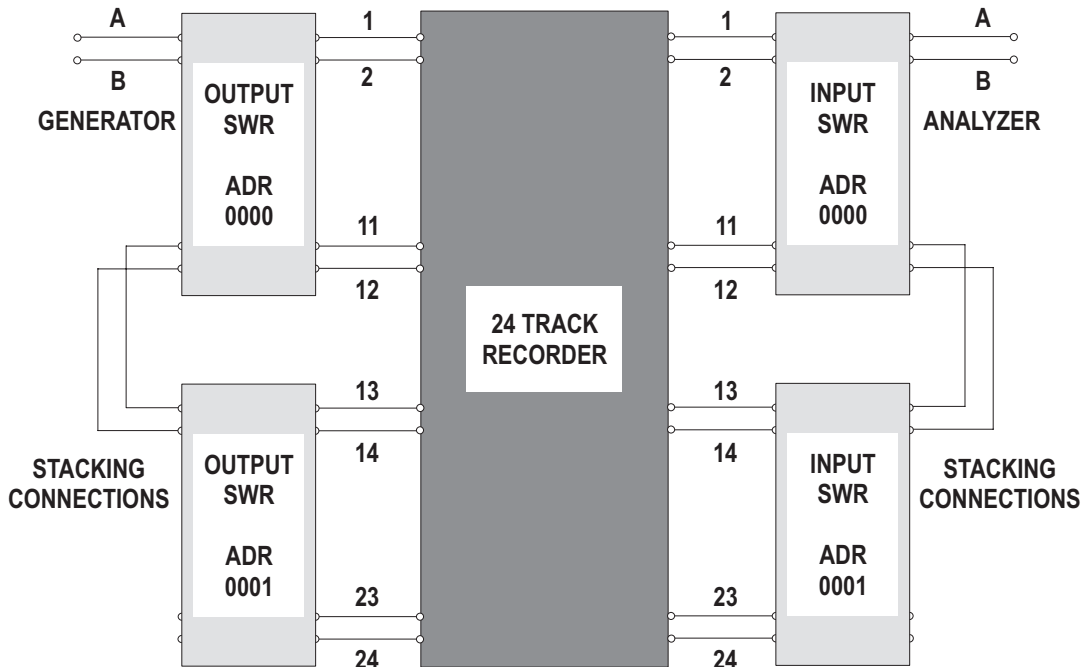 A
1
1
A
B
2
2
B
GENERATOR
OUTPUT
SWR
ADR
0000
INPUT
SWR
ADR
0000
ANALYZER
11
12
11
12
24 TRACK
RECORDER
13
14
13
14
STACKING
CONNECTIONS
OUTPUT
SWR
ADR
0001
INPUT
SWR
ADR
0001
STACKING
CONNECTIONS
23
24
23
24